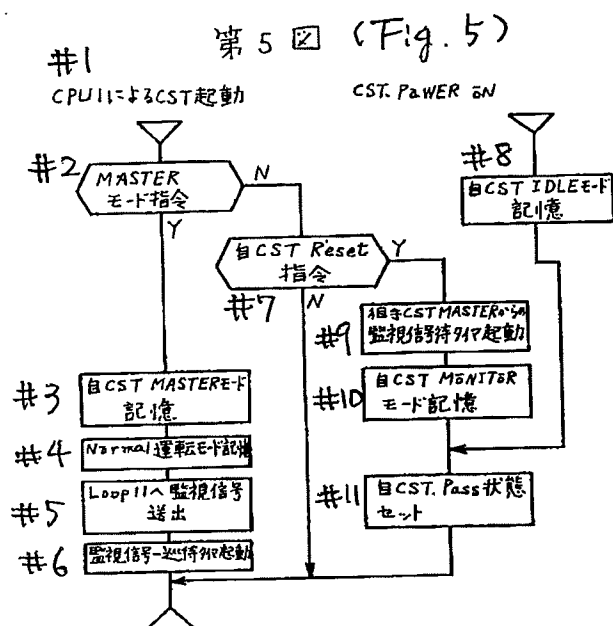 第5図 (Fig. 5)
#1
CPU11によるCST起動
CST. PaWER ON
#2
MASTER
モード指令
N
Y
#8
自CST IDLEモード
記憶
自CST Reset
指令
Y
N
#7
#9
相手CST MASTERからの
監視信号待タイマ起動
#3
自CST MASTERモード
記憶
#10
自CST MONITOR
モード記憶
#4
Normal運転モード記憶
#5
Loop11へ監視信号
送出
#11
自CST. Pass状態
セット
#6
監視信号一巡待タイマ起動